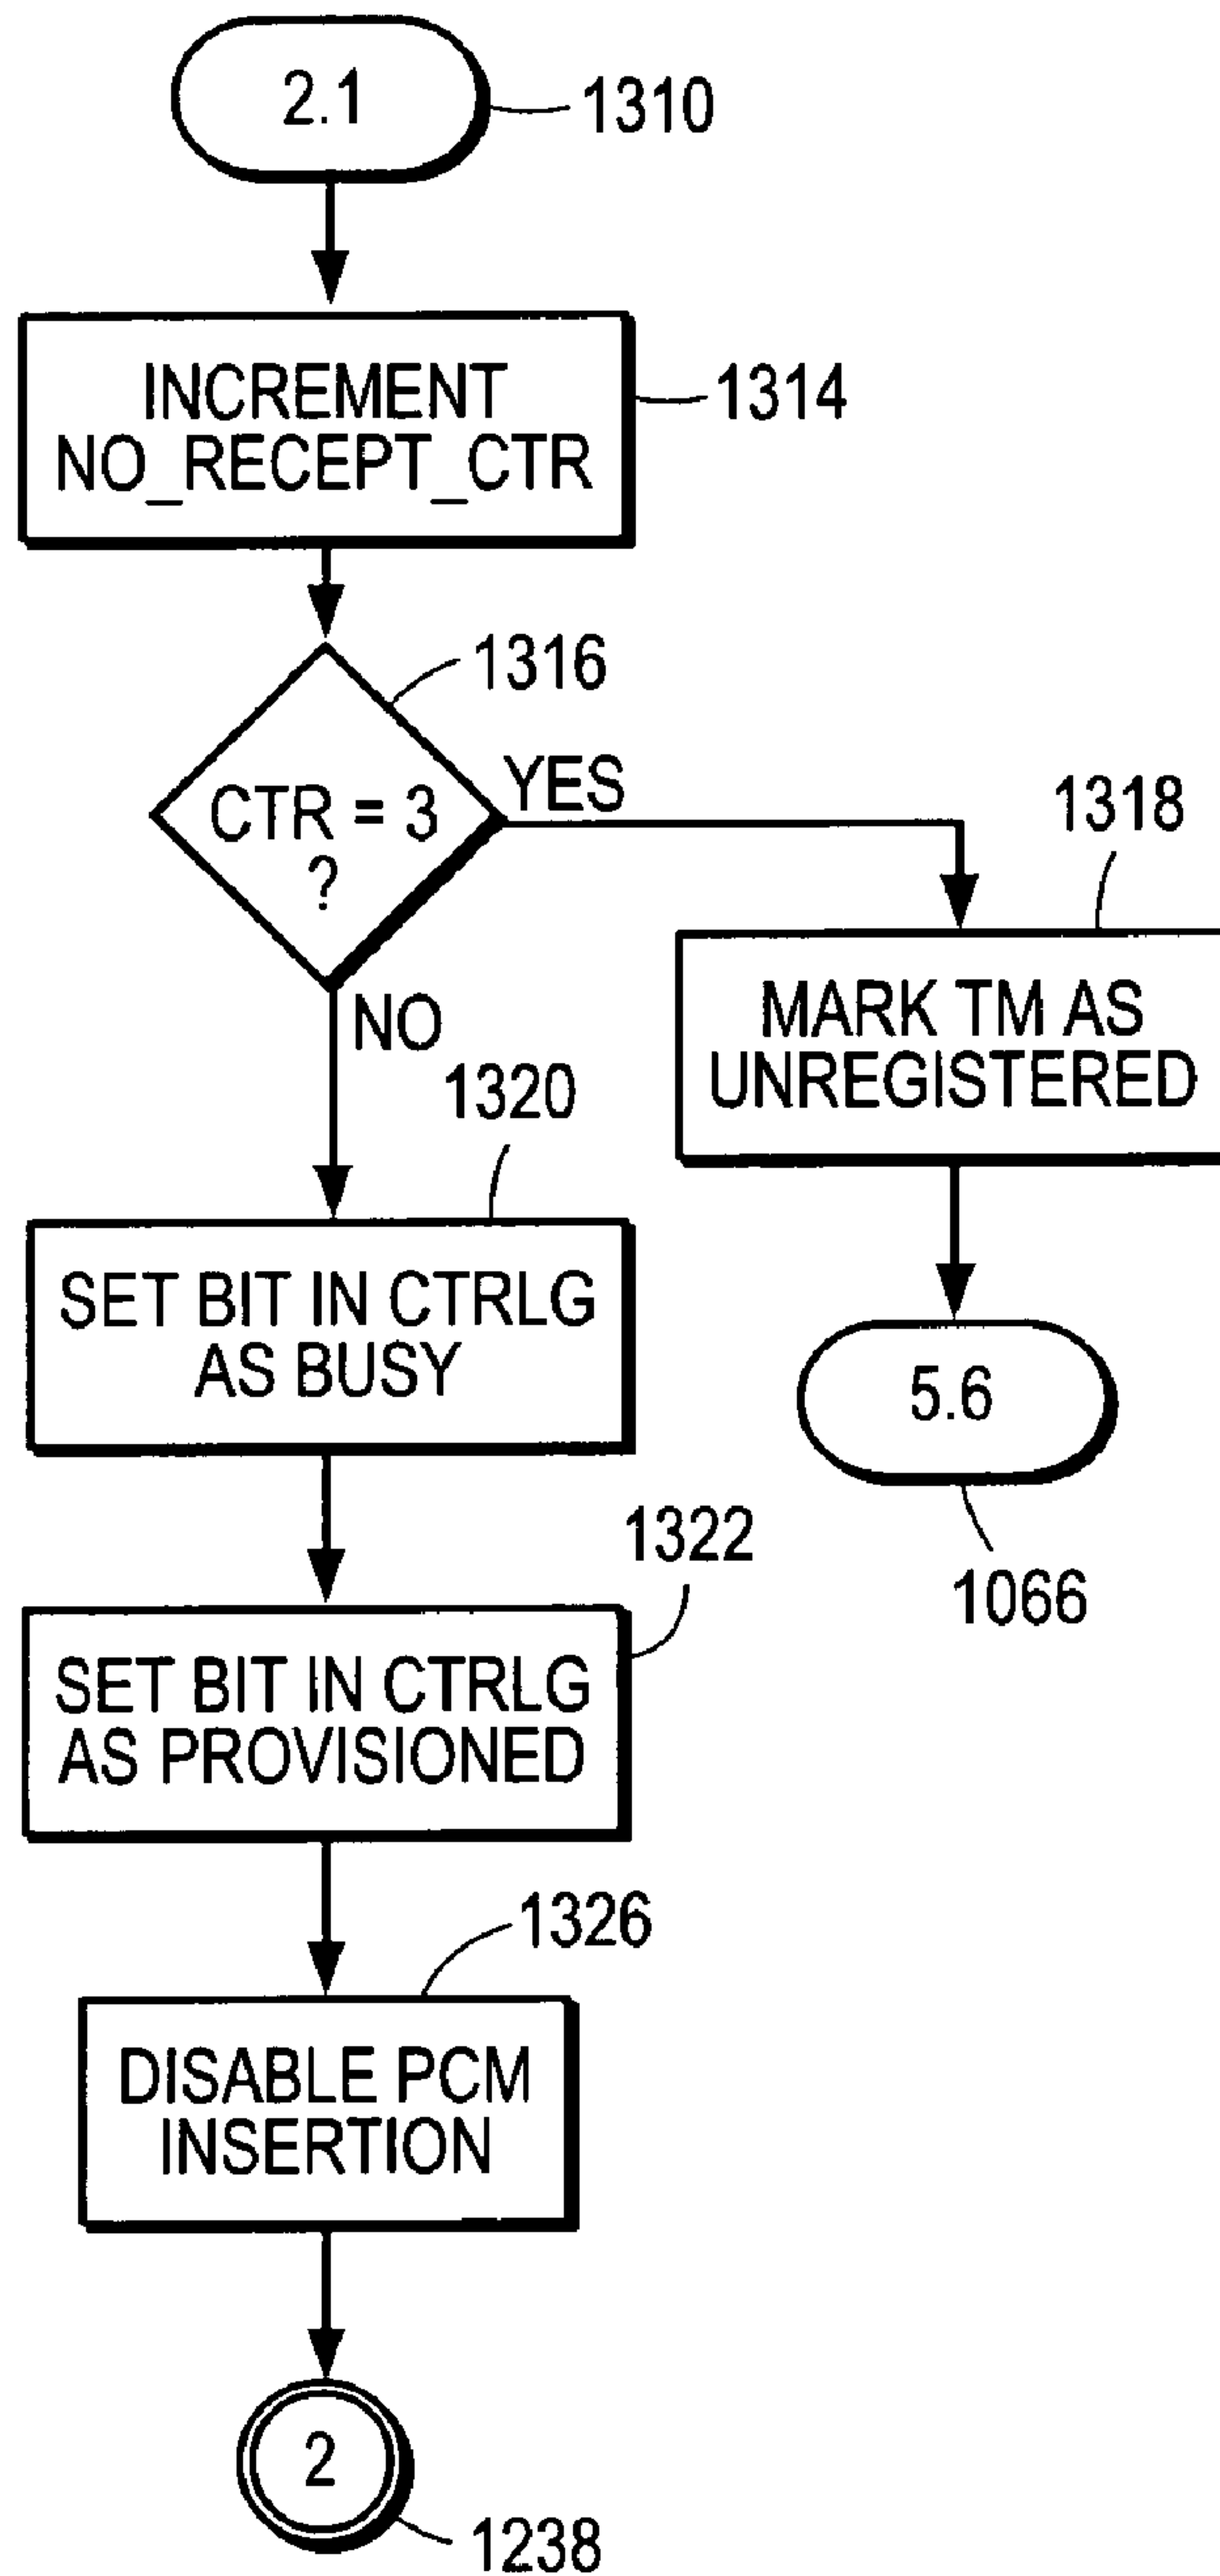 2.1
1310
INCREMENT
NO_RECEPT_CTR
1314
1316
CTR = 3
?
YES
NO
1318
MARK TM AS
UNREGISTERED
1320
SET BIT IN CTRLG
AS BUSY
5.6
1066
1322
SET BIT IN CTRLG
AS PROVISIONED
1326
DISABLE PCM
INSERTION
2
1238